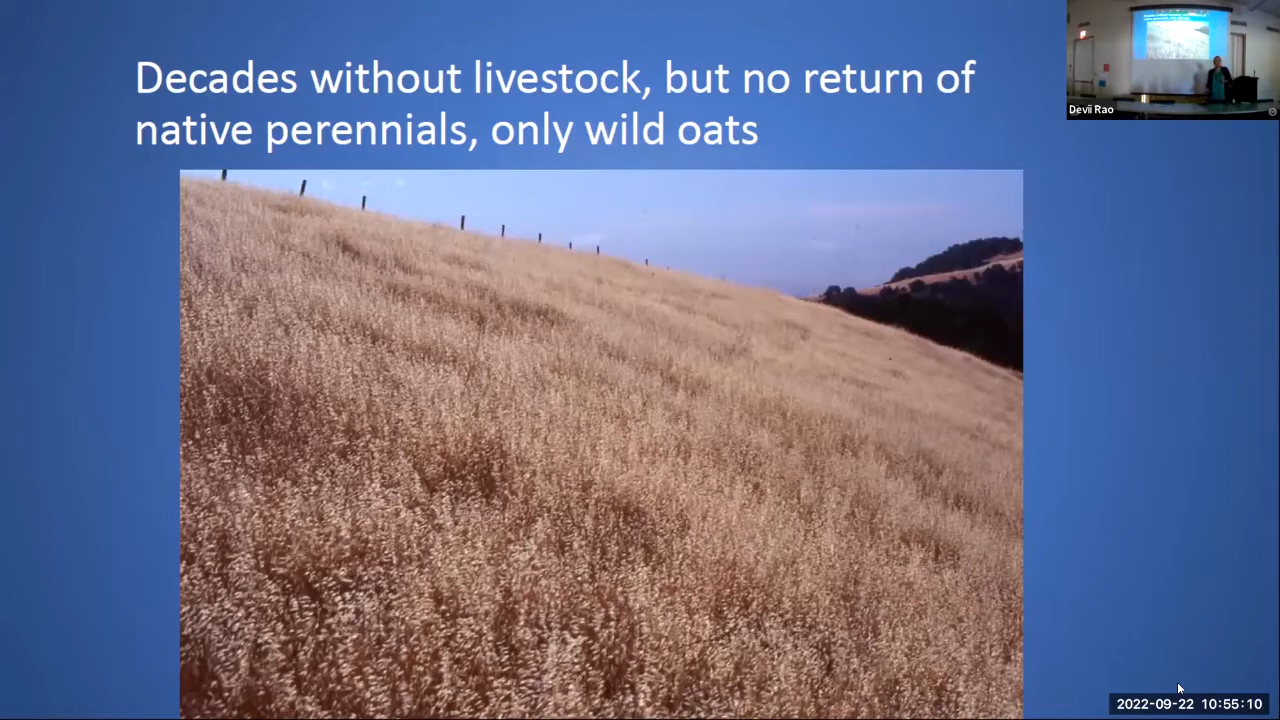 Decades without livestock, but no return of
native perennials, only wild oats
Devii Rao
2022-09-22 10:55:10